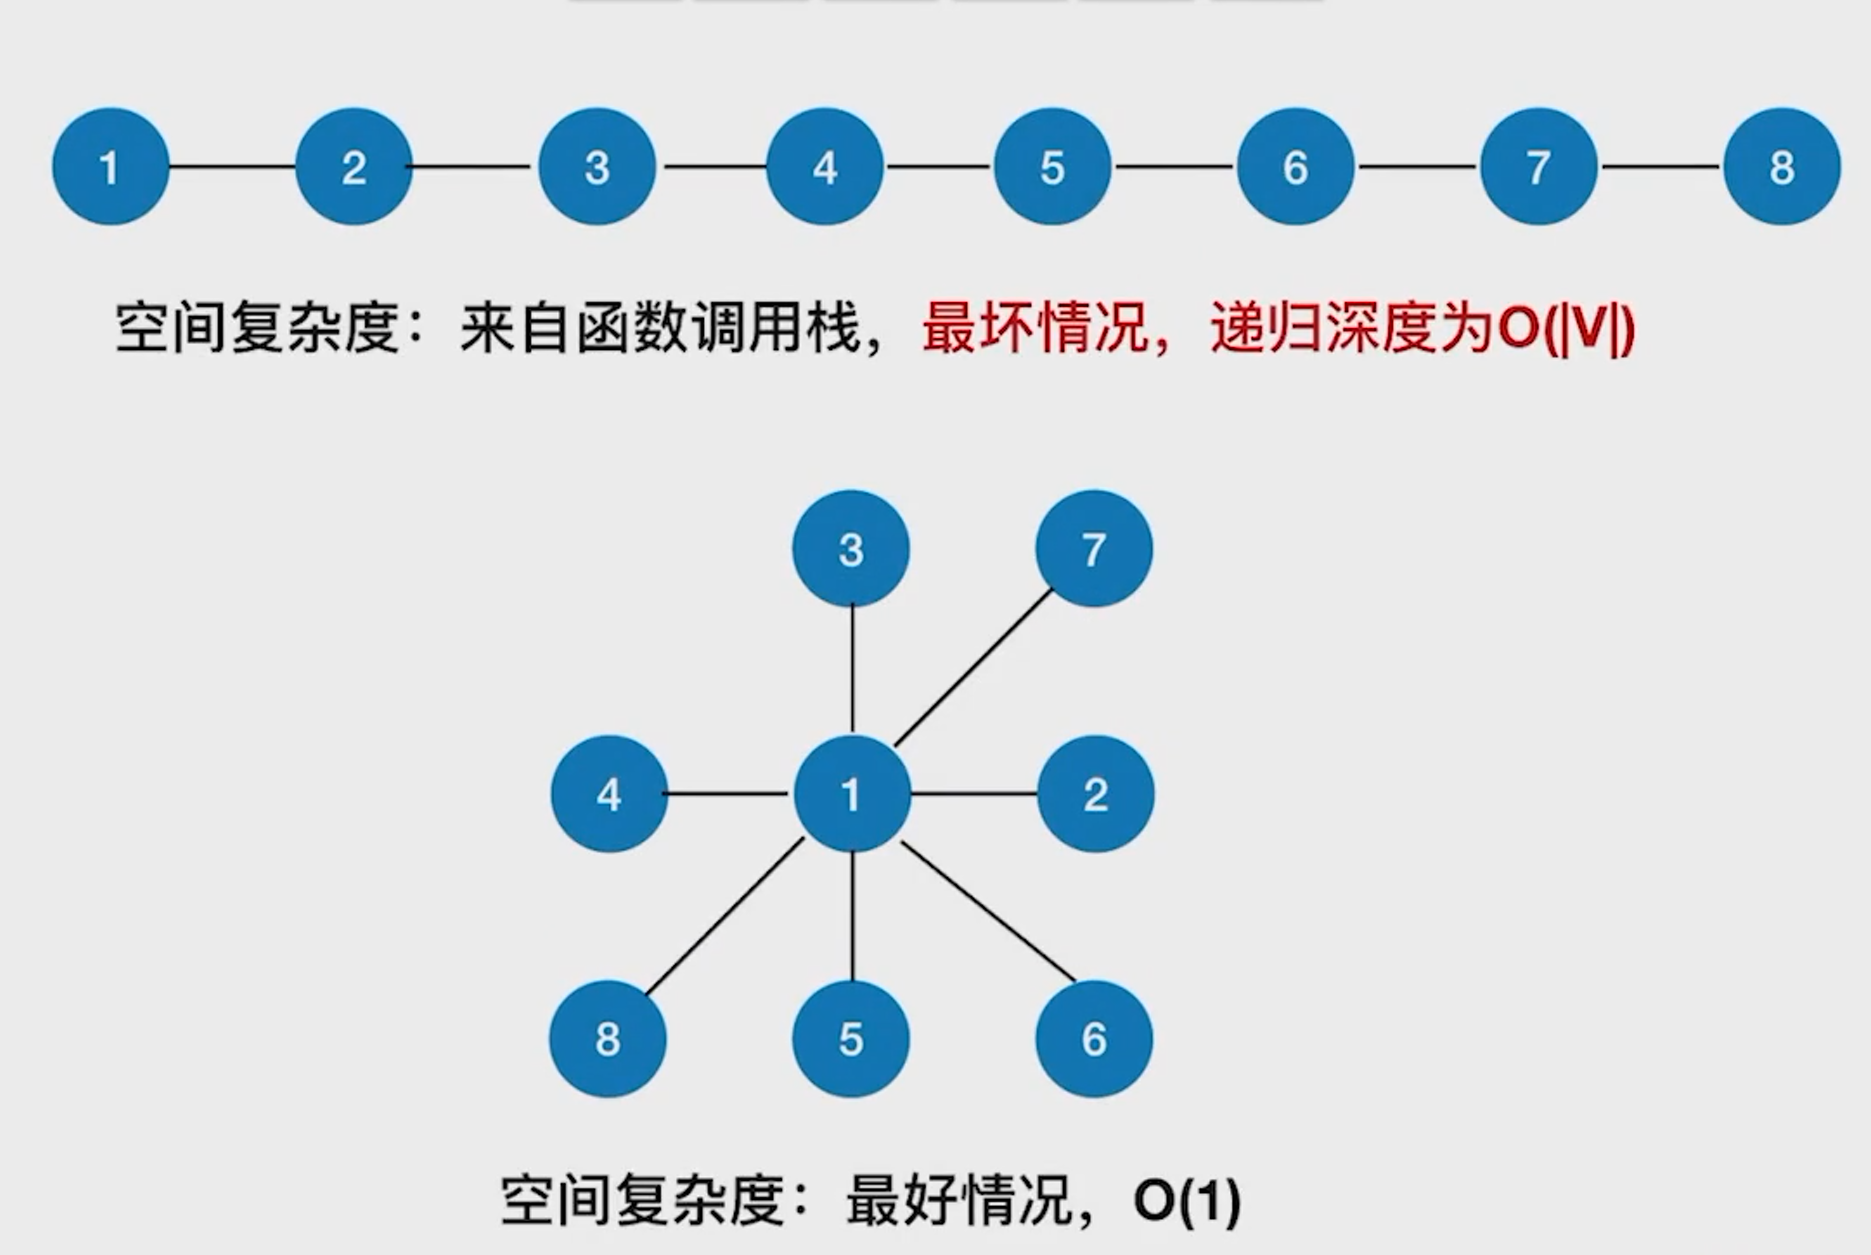 1 2 3 4 5 6 7 8
空间复杂度：来自函数调用栈，最坏情况，递归深度为O(|V|)
3 7
4 1 2
8 5 6
空间复杂度：最好情况，O(1)